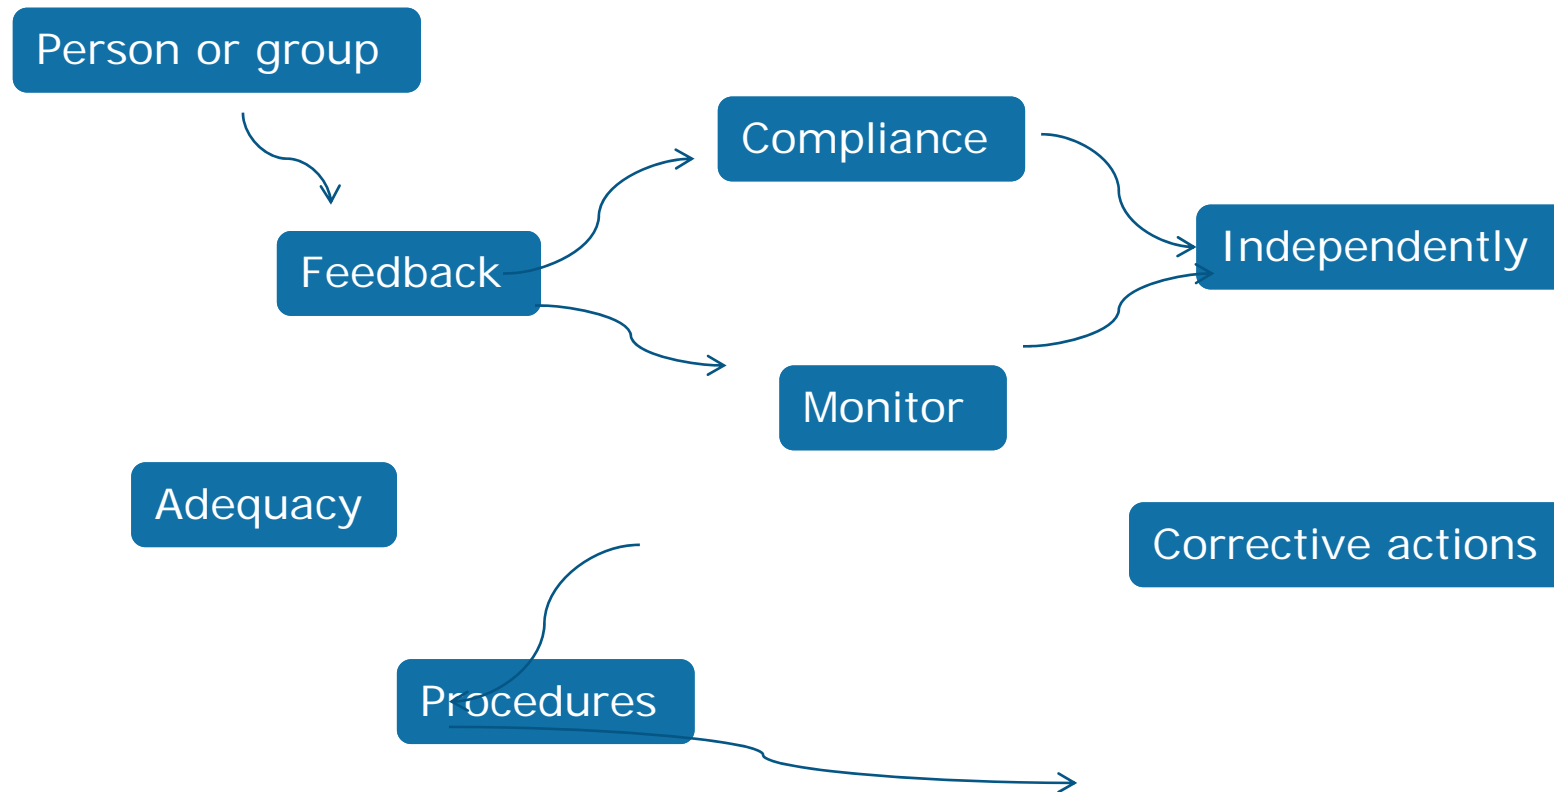 Person or group
Compliance
Independently
Feedback
Monitor
Adequacy
Corrective actions
Procedures